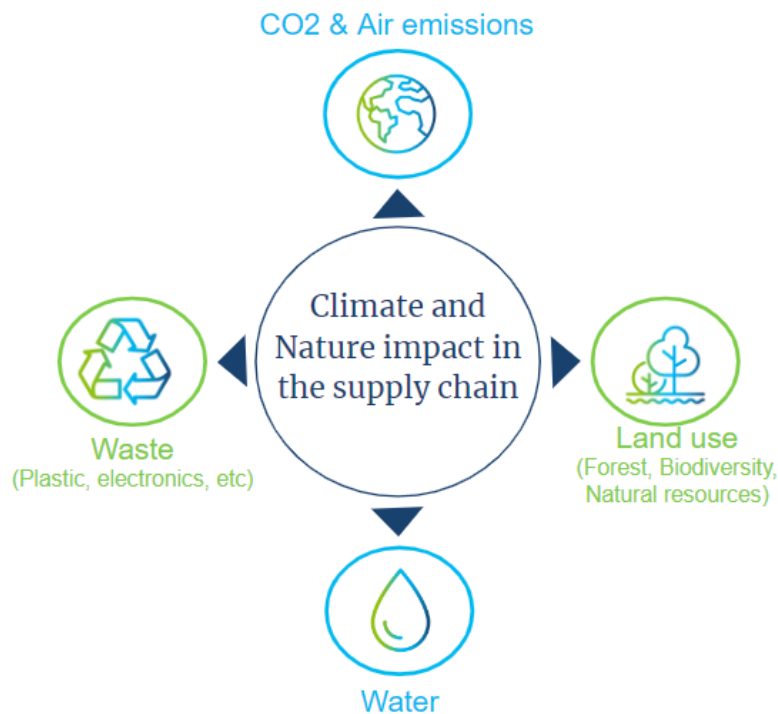 CO2 & Air emissions
Climate and
Nature impact in
the supply chain
Waste
(Plastic, electronics, etc)
Land use
(Forest, Biodiversity,
Natural resources)
Water